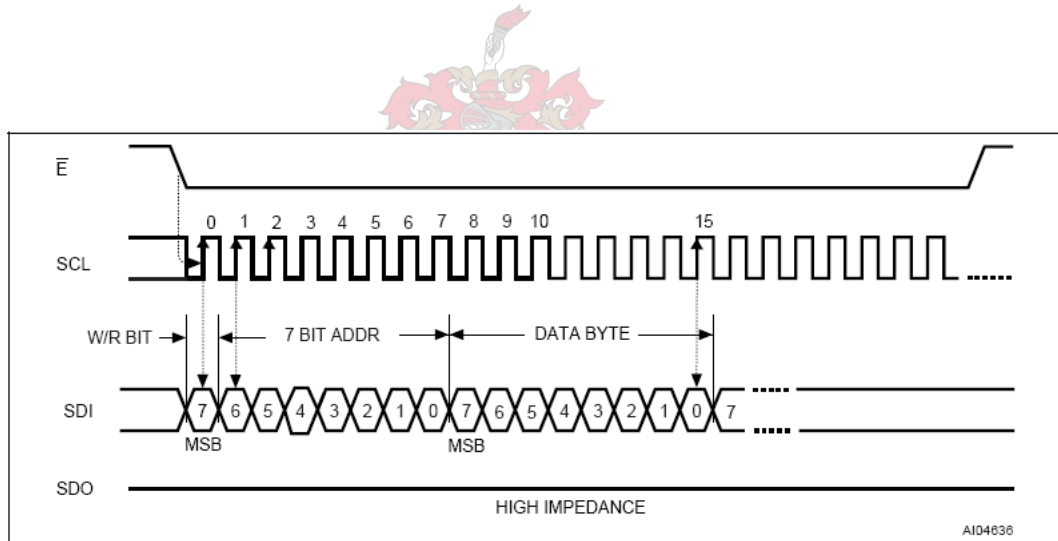 E̅
0 1 2 3 4 5 6 7 8 9 10 15
SCL
W/R BIT 7 BIT ADDR DATA BYTE
SDI 7 6 5 4 3 2 1 0 7 6 5 4 3 2 1 0 7
MSB MSB
SDO
HIGH IMPEDANCE
AI04636